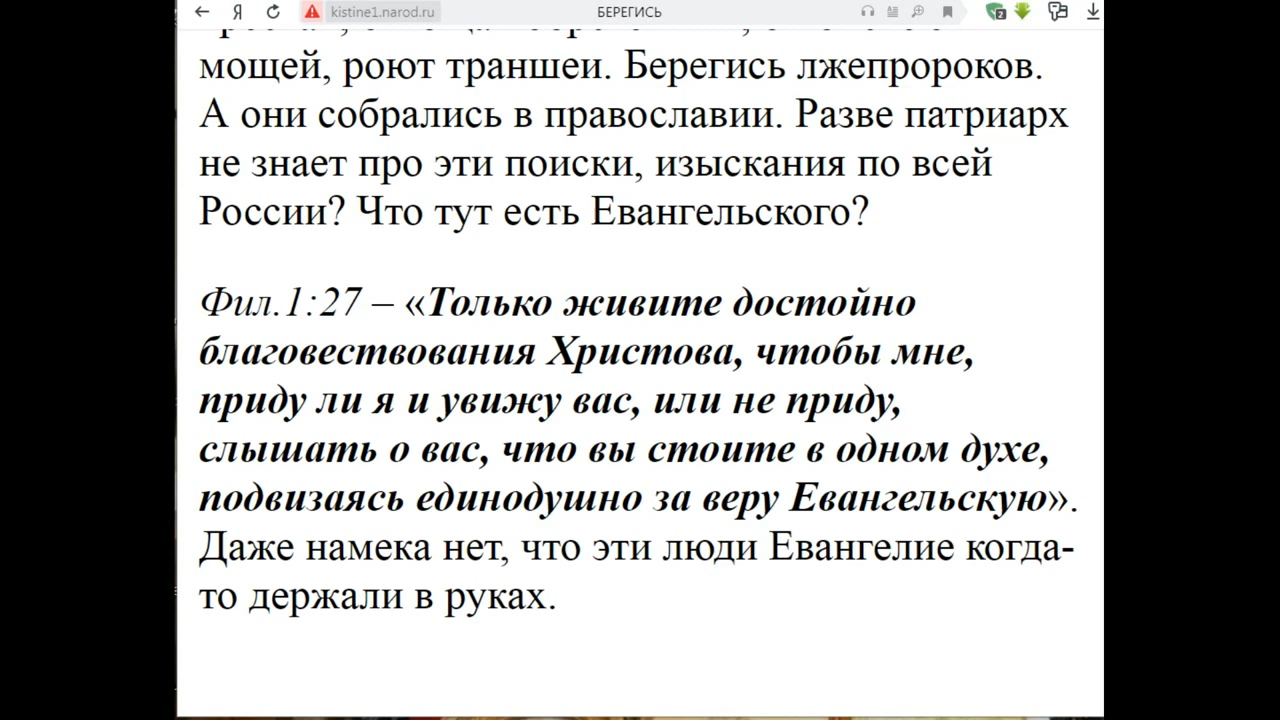 Я kistine1.narod.ru БЕРЕГИСЬ 2
мощей, роют траншеи. Берегись лжепророков.
А они собрались в православии. Разве патриарх
не знает про эти поиски, изыскания по всей
России? Что тут есть Евангельского?
Фил.1:27 – «Только живите достойно
благовествования Христова, чтобы мне,
приду ли я и увижу вас, или не приду,
слышать о вас, что вы стоите в одном духе,
подвизаясь единодушно за веру Евангельскую».
Даже намека нет, что эти люди Евангелие когда-
то держали в руках.